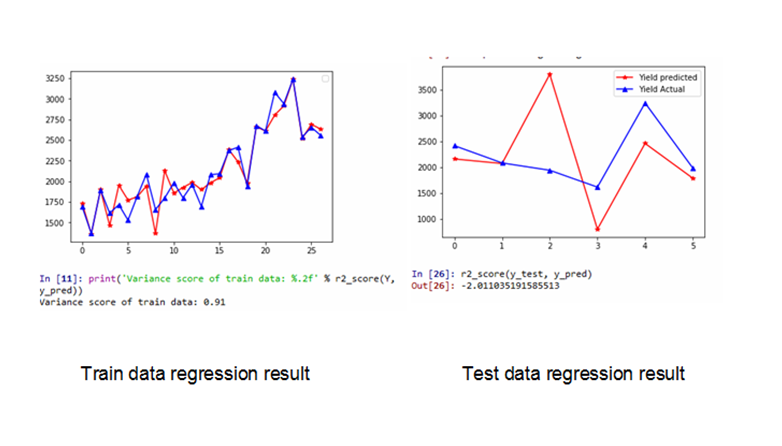 3250
3000
2750
2500
2250
2000
1750
1500
0 5 10 15 20 25
In [11]: print('Variance score of train data: %.2f' % r2_score(Y,
y_pred))
Variance score of train data: 0.91
Train data regression result
Yield predicted
Yield Actual
3500
3000
2500
2000
1500
1000
0 1 2 3 4 5
In [26]: r2_score(y_test, y_pred)
Out[26]: -2.011035191585513
Test data regression result